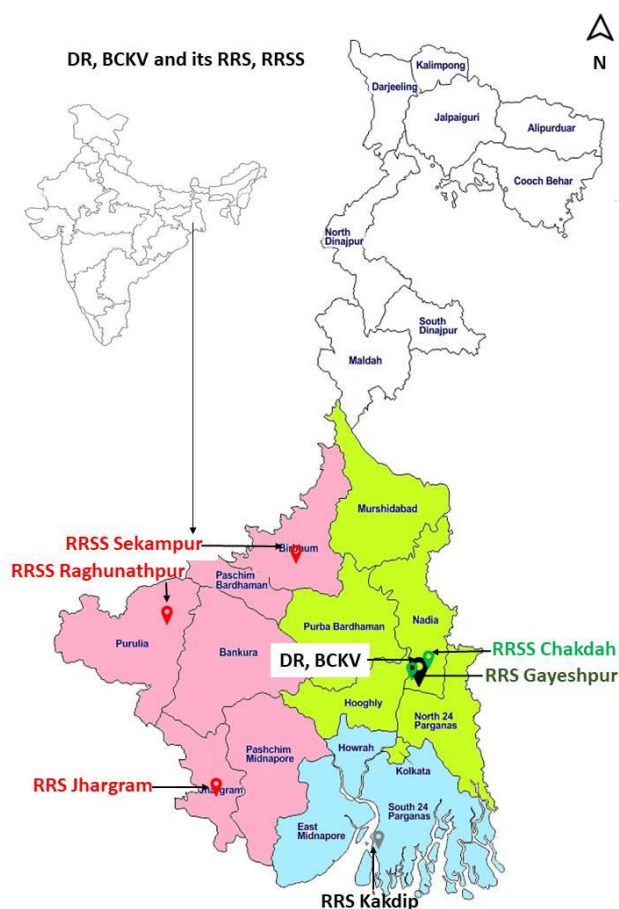 DR, BCKV and its RRS, RRSS
N
Kalimpong
Darjeeling
Jalpaiguri
Alipurduar
Cooch Behar
North
Dinajpur
South
Dinajpur
Maldah
Murshidabad
RRSS Sekampur
Birbhum
RRSS Raghunathpur
Paschim
Bardhaman
Nadia
Purba Bardhaman
Purulia
Bankura
DR, BCKV
RRSS Chakdah
RRS Gayeshpur
Hooghly
North 24
Parganas
Howrah
Pashchim
Midnapore
Kolkata
RRS Jhargram
Jhargram
South 24
Parganas
East
Midnapore
RRS Kakdip